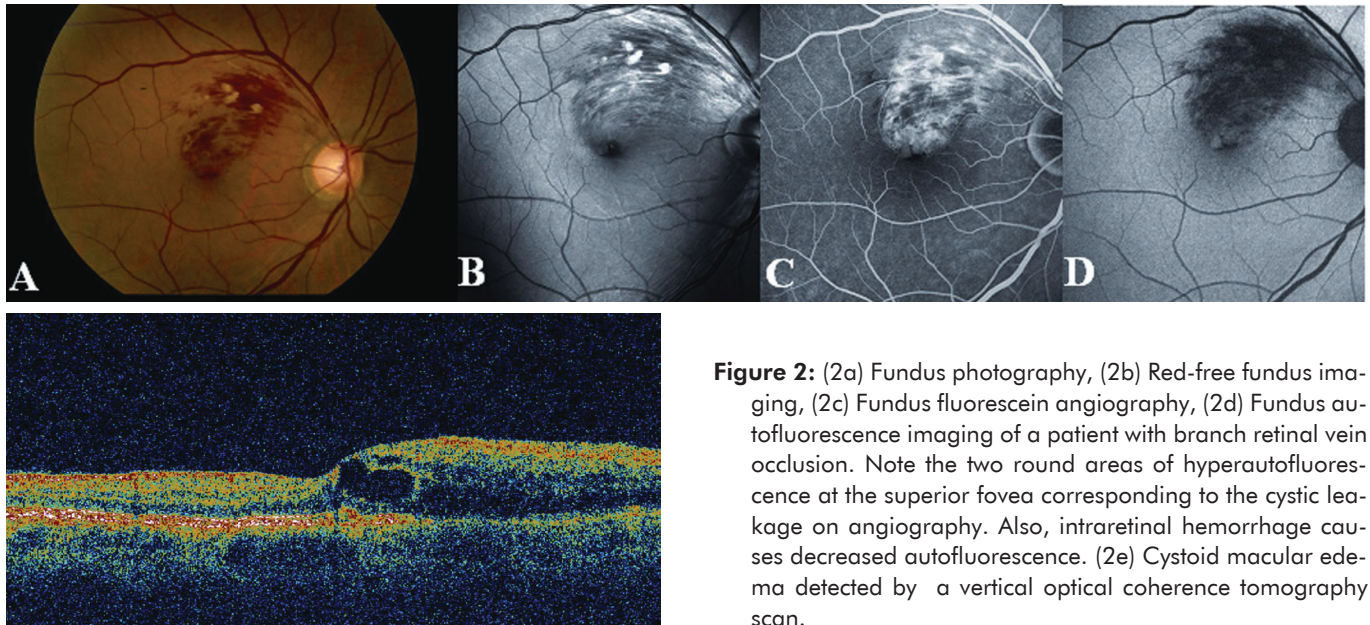 A
B
C
D
Figure 2: (2a) Fundus photography, (2b) Red-free fundus ima-
ging, (2c) Fundus fluorescein angiography, (2d) Fundus au-
tofluorescence imaging of a patient with branch retinal vein
occlusion. Note the two round areas of hyperautofluores-
cence at the superior fovea corresponding to the cystic lea-
kage on angiography. Also, intraretinal hemorrhage cau-
ses decreased autofluorescence. (2e) Cystoid macular ede-
ma detected by a vertical optical coherence tomography
scan.